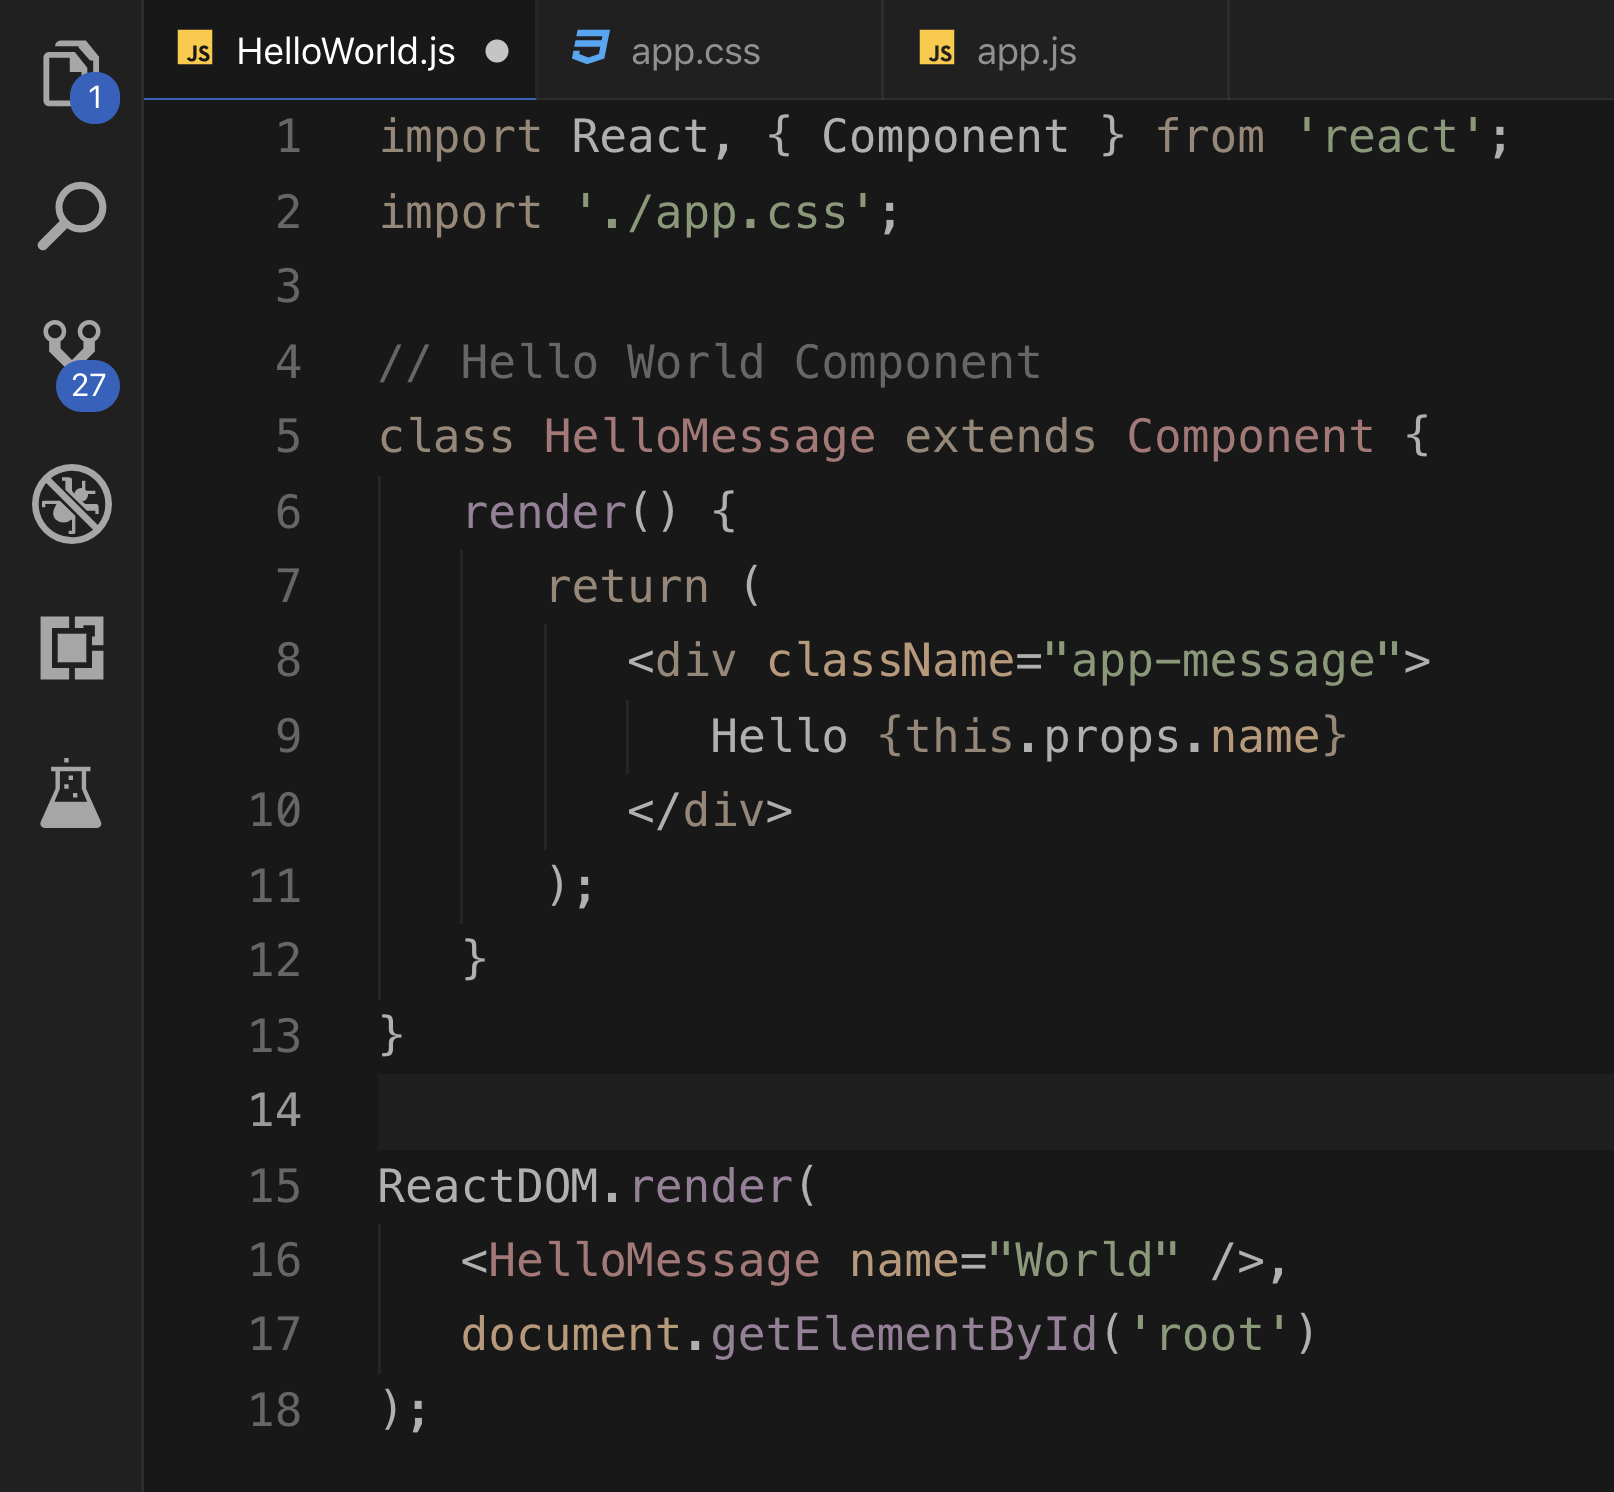 JS HelloWorld.js app.css JS app.js
1
27
1 import React, { Component } from 'react';
2 import './app.css';
3
4 // Hello World Component
5 class HelloMessage extends Component {
6     render() {
7         return (
8             <div className="app-message">
9                 Hello {this.props.name}
10             </div>
11         );
12     }
13 }
14
15 ReactDOM.render(
16     <HelloMessage name="World" />,
17     document.getElementById('root')
18 );